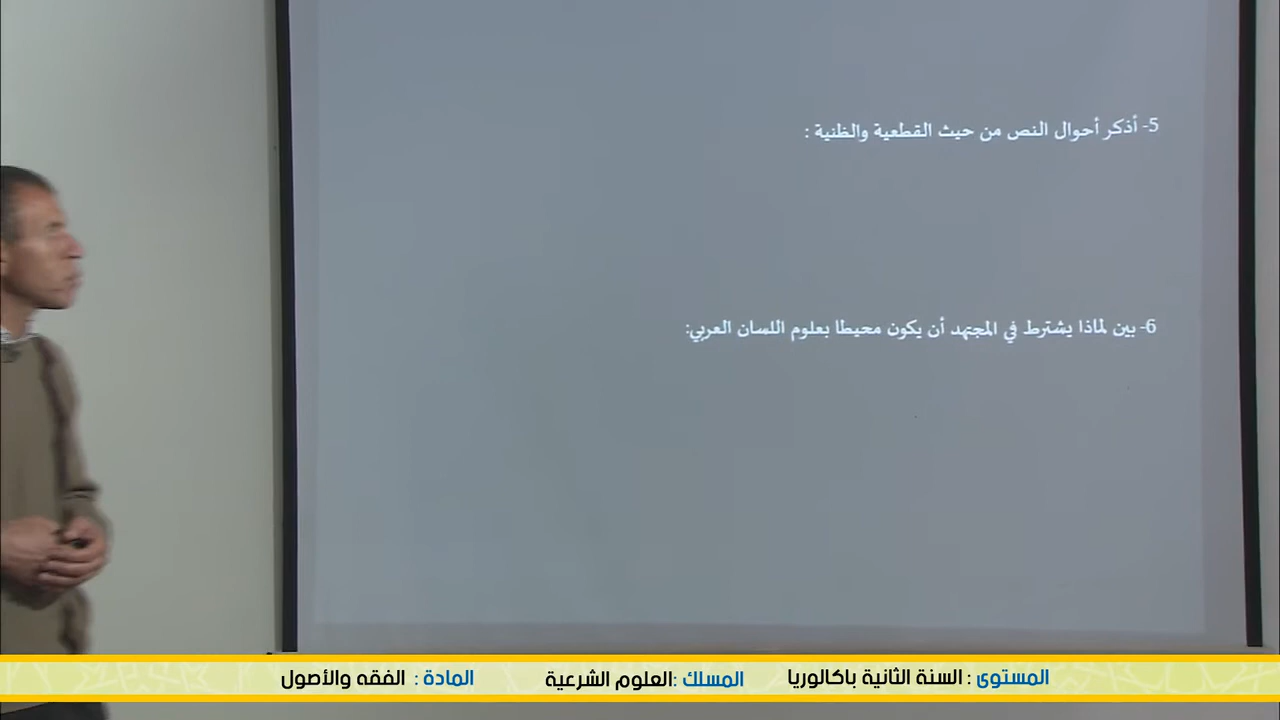 5- أذكر أحوال النص من حيث القطعية والظنية :
6- بين لماذا يشترط في المجتهد أن يكون محيطا بعلوم اللسان العربي:
المستوى : السنة الثانية باكالوريا المسلك :العلوم الشرعية المادة : الفقه والأصول